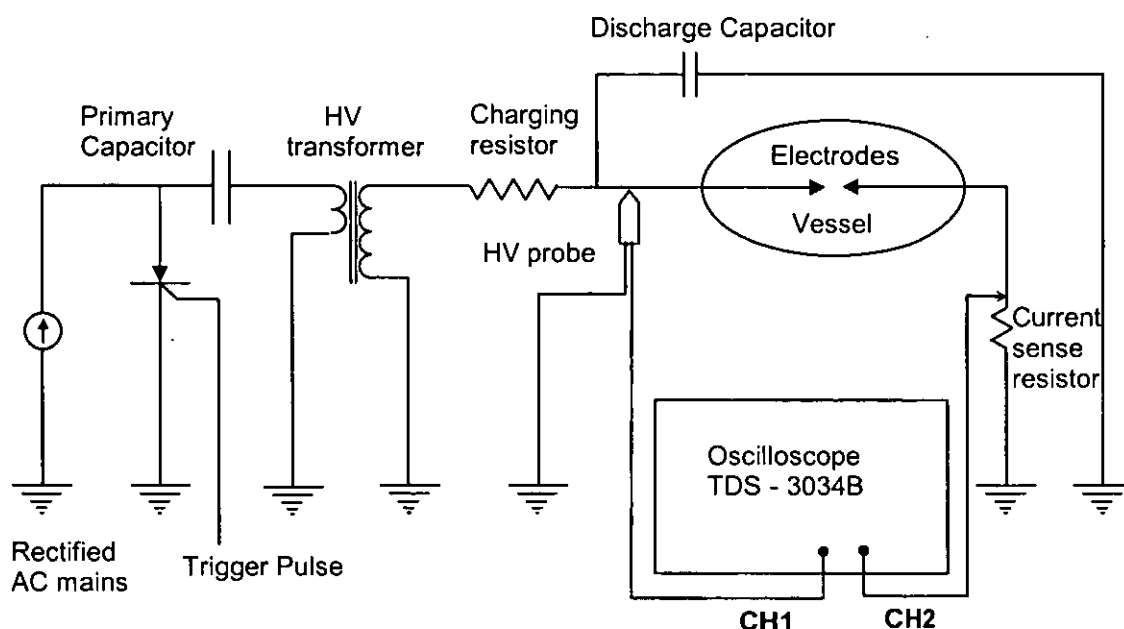 Discharge Capacitor
Primary
Capacitor
HV
transformer
Charging
resistor
Electrodes
Vessel
HV probe
Current
sense
resistor
Oscilloscope
TDS - 3034B
Rectified
AC mains
Trigger Pulse
CH1
CH2